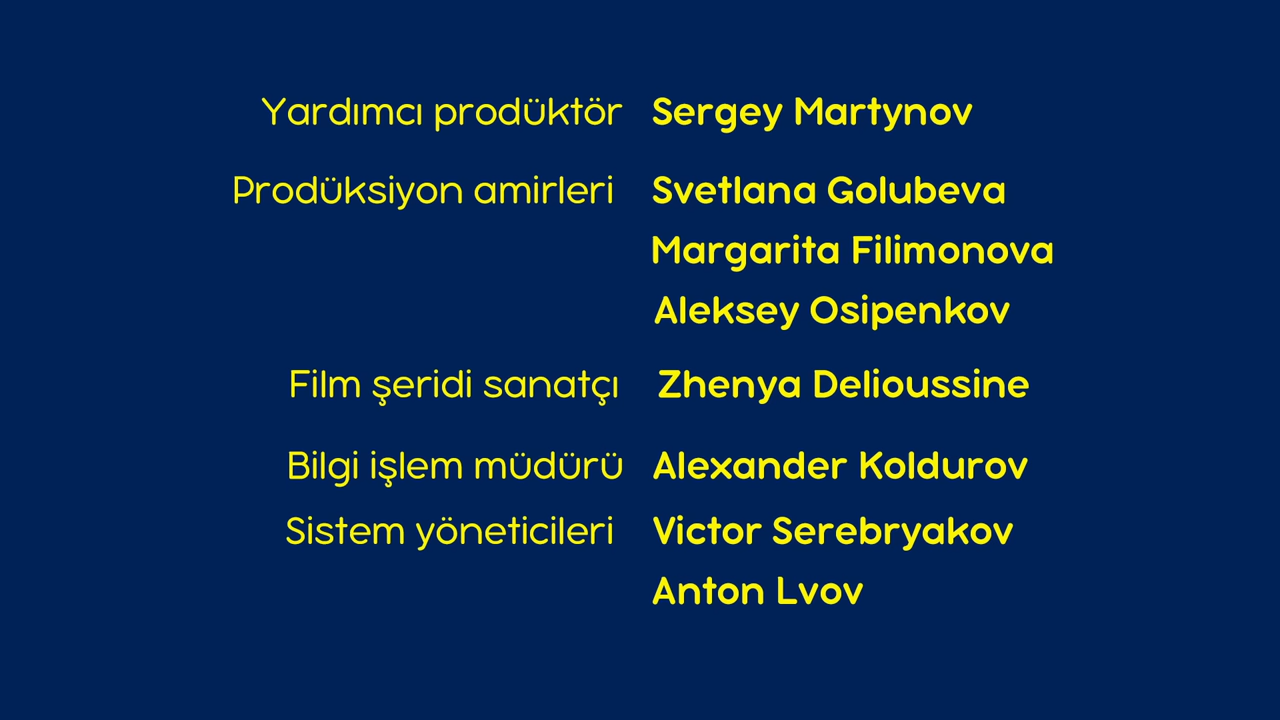 Yardımcı prodüktör Sergey Martynov
Prodüksiyon amirleri Svetlana Golubeva
Margarita Filimonova
Aleksey Osipenkov
Film şeridi sanatçı Zhenya Delioussine
Bilgi işlem müdürü Alexander Koldurov
Sistem yöneticileri Victor Serebryakov
Anton Lvov